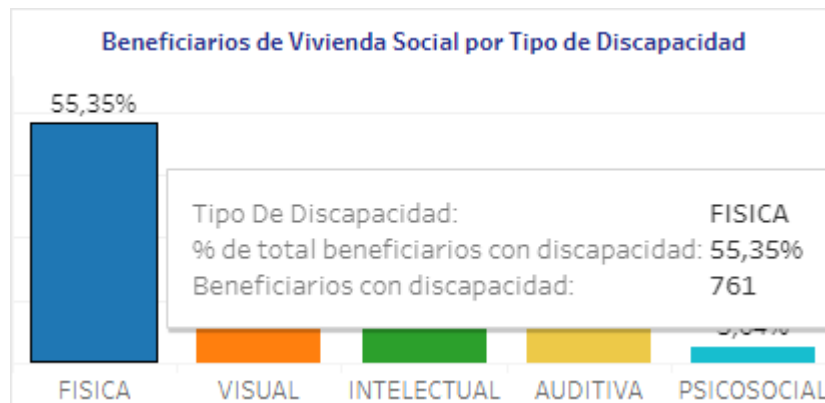 Beneficiarios de Vivienda Social por Tipo de Discapacidad
55,35%
Tipo De Discapacidad: FISICA
% de total beneficiarios con discapacidad: 55,35%
Beneficiarios con discapacidad: 761
FISICA VISUAL INTELECTUAL AUDITIVA PSICOSOCIAL